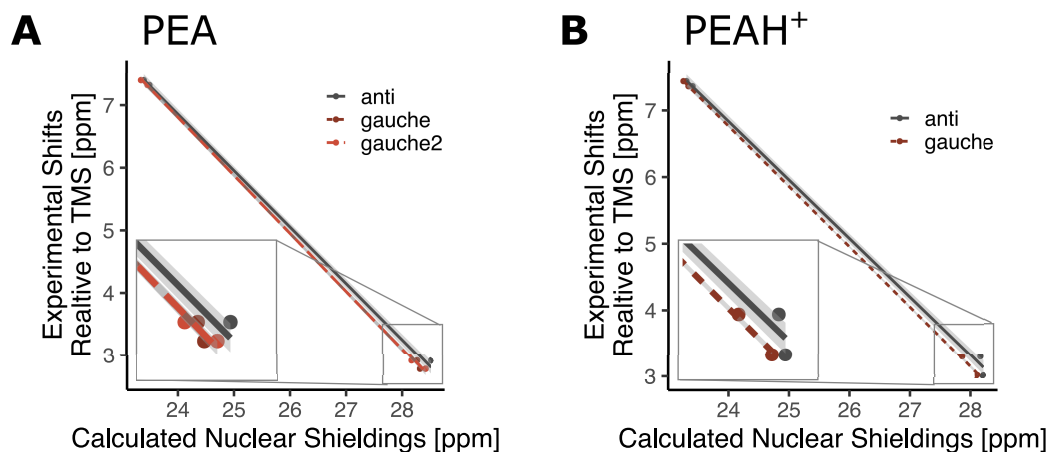 A PEA
Experimental Shifts
Realtive to TMS [ppm]
7
6
5
4
3
anti
gauche
gauche2
24 25 26 27 28
Calculated Nuclear Shieldings [ppm]
B PEAH⁺
Experimental Shifts
Realtive to TMS [ppm]
7
6
5
4
3
anti
gauche
24 25 26 27 28
Calculated Nuclear Shieldings [ppm]